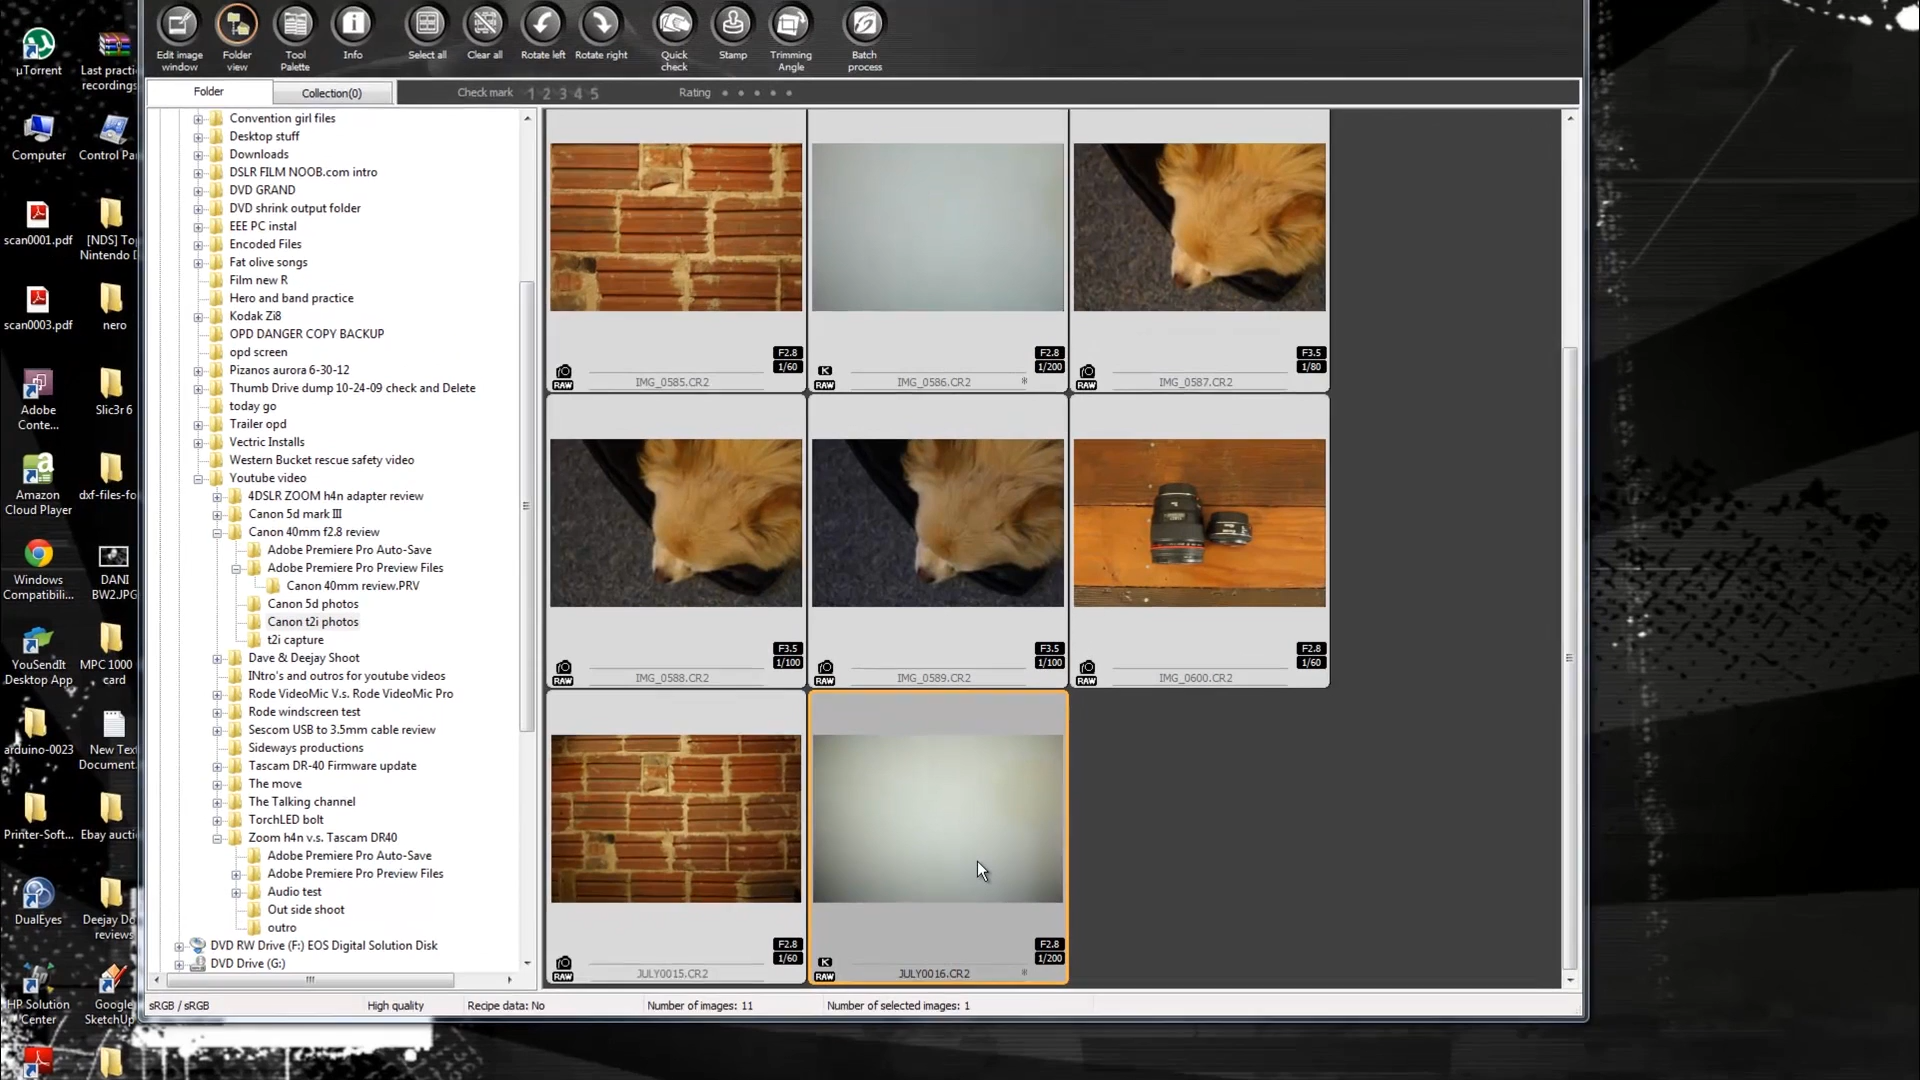 Edit image window
Folder view
Tool Palette
Info
Select all
Clear all
Rotate left
Rotate right
Quick check
Stamp
Trimming Angle
Batch process
Folder
Collection(0)
Check mark 1 2 3 4 5
Rating
µTorrent
Computer
scan0001.pdf
scan0003.pdf
Adobe Conte...
Amazon Cloud Player
Windows Compatibili...
YouSendIt Desktop App
arduino-0023
Printer-Soft...
DualEyes
HP Solution Center
Last practi
recordings
Control Pa
[NDS] To
Nintendo
nero
Slic3r 6
dxf-files-fo
DANI BW2.JPG
MPC 1000 card
New Text
Document.
Ebay aucti
Deejay Do
reviews
Google
SketchUp
Convention girl files
Desktop stuff
Downloads
DSLR FILM NOOB.com intro
DVD GRAND
DVD shrink output folder
EEE PC instal
Encoded Files
Fat olive songs
Film new R
Hero and band practice
Kodak Zi8
OPD DANGER COPY BACKUP
opd screen
Pizanos aurora 6-30-12
Thumb Drive dump 10-24-09 check and Delete
today go
Trailer opd
Vectric Installs
Western Bucket rescue safety video
Youtube video
4DSLR ZOOM h4n adapter review
Canon 5d mark III
Canon 40mm f2.8 review
Adobe Premiere Pro Auto-Save
Adobe Premiere Pro Preview Files
Canon 40mm review.PRV
Canon 5d photos
Canon t2i photos
t2i capture
Dave & Deejay Shoot
INtro's and outros for youtube videos
Rode VideoMic V.s. Rode VideoMic Pro
Rode windscreen test
Sescom USB to 3.5mm cable review
Sideways productions
Tascam DR-40 Firmware update
The move
The Talking channel
TorchLED bolt
Zoom h4n v.s. Tascam DR40
Adobe Premiere Pro Auto-Save
Adobe Premiere Pro Preview Files
Audio test
Out side shoot
outro
DVD RW Drive (F:) EOS Digital Solution Disk
DVD Drive (G:)
F2.8
1/60
RAW
IMG_0585.CR2
F2.8
1/200
K
RAW
IMG_0586.CR2 *
F3.5
1/80
RAW
IMG_0587.CR2
F3.5
1/100
RAW
IMG_0588.CR2
F3.5
1/100
RAW
IMG_0589.CR2
F2.8
1/60
RAW
IMG_0600.CR2
F2.8
1/60
RAW
JULY0015.CR2
F2.8
1/200
K
RAW
JULY0016.CR2 *
sRGB / sRGB
High quality
Recipe data: No
Number of images: 11
Number of selected images: 1